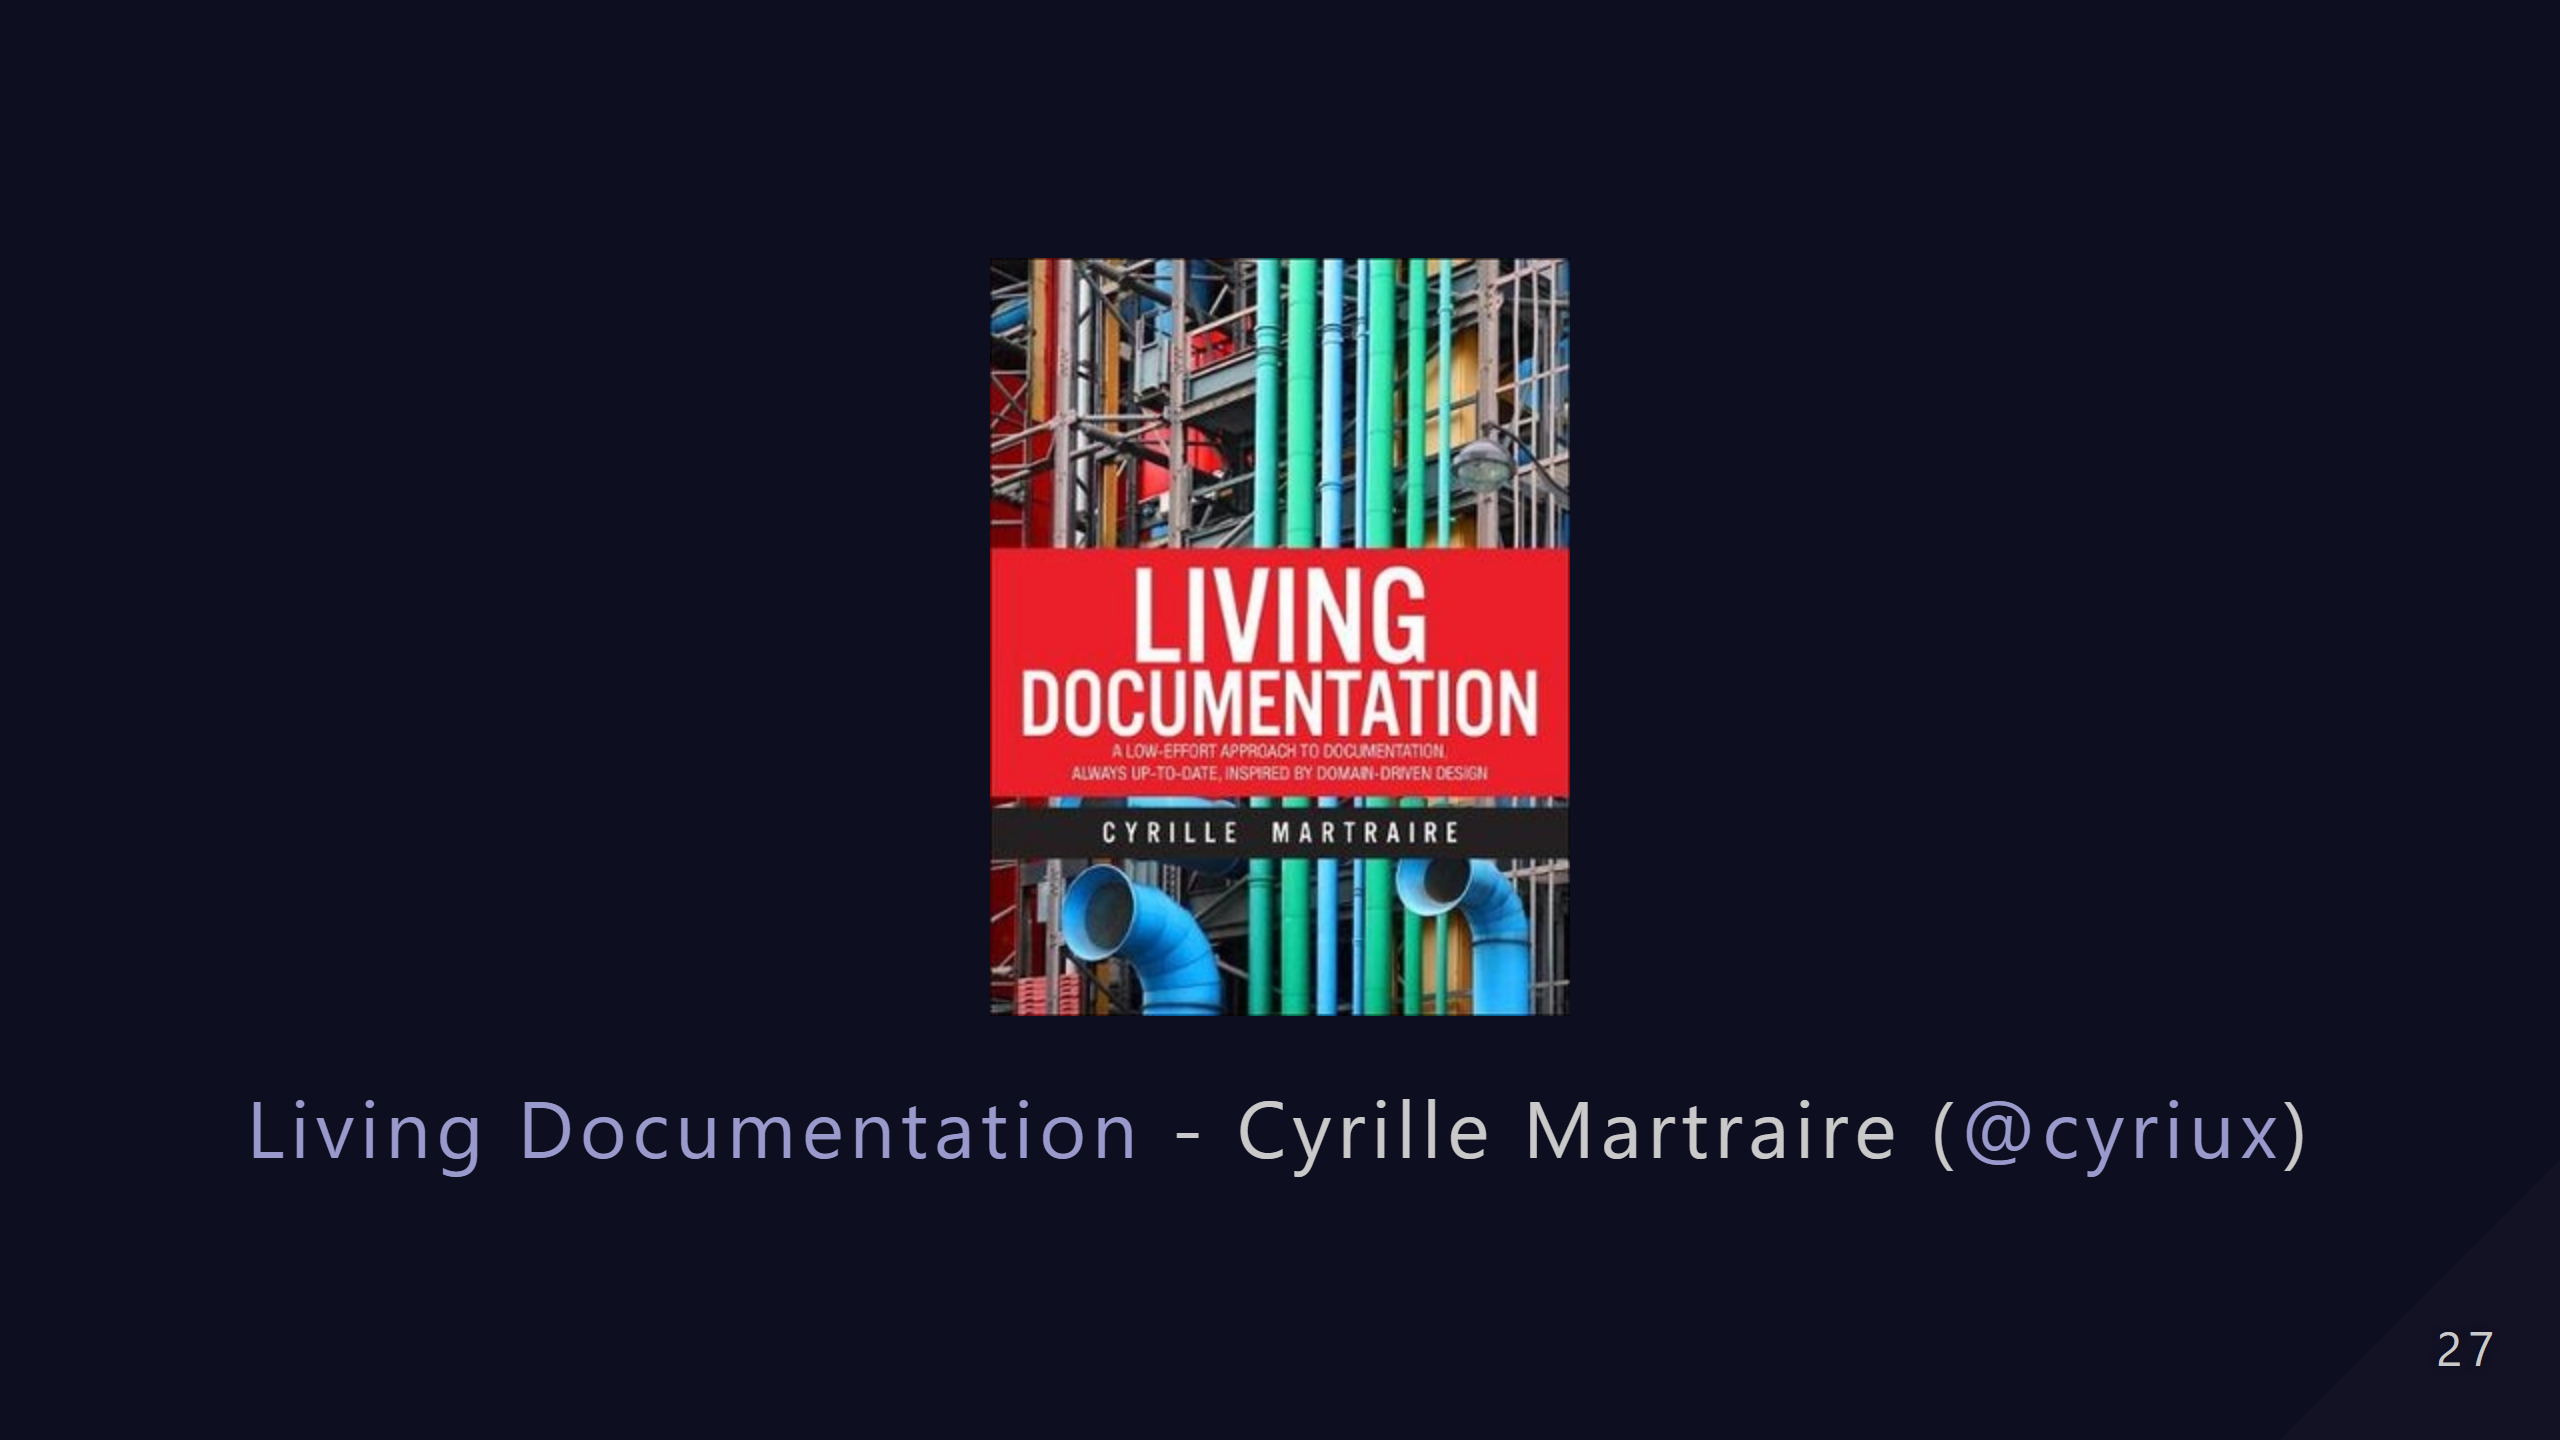 LIVING
DOCUMENTATION
A LOW-EFFORT APPROACH TO DOCUMENTATION,
ALWAYS UP-TO-DATE, INSPIRED BY DOMAIN-DRIVEN DESIGN
CYRILLE MARTRAIRE
Living Documentation - Cyrille Martraire (@cyriux)
27